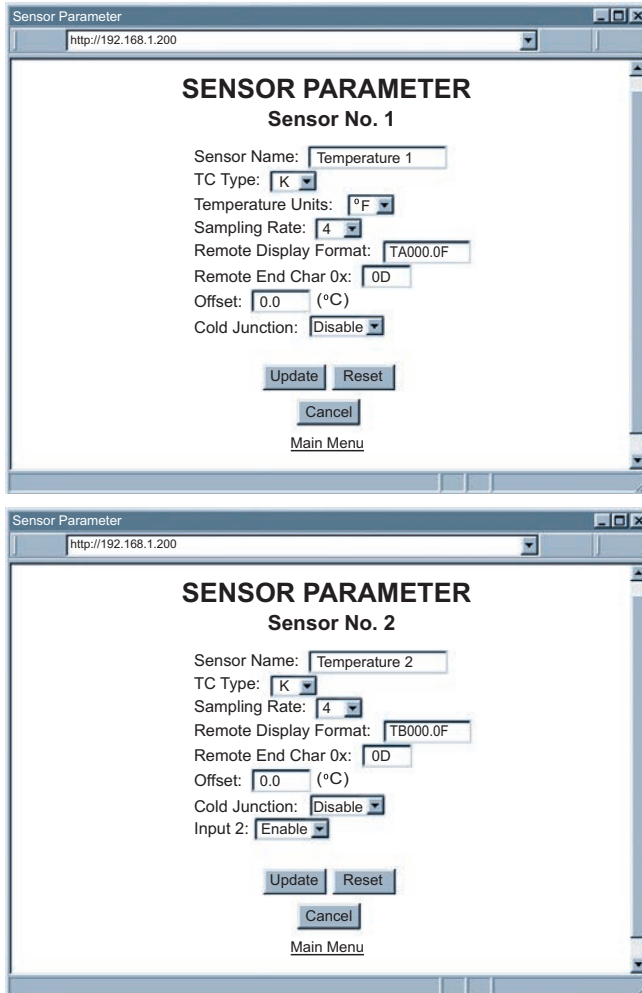 Sensor Parameter
http://192.168.1.200
SENSOR PARAMETER
Sensor No. 1
Sensor Name: Temperature 1
TC Type: K
Temperature Units: °F
Sampling Rate: 4
Remote Display Format: TA000.0F
Remote End Char 0x: 0D
Offset: 0.0 (°C)
Cold Junction: Disable
Update Reset
Cancel
Main Menu
Sensor Parameter
http://192.168.1.200
SENSOR PARAMETER
Sensor No. 2
Sensor Name: Temperature 2
TC Type: K
Sampling Rate: 4
Remote Display Format: TB000.0F
Remote End Char 0x: 0D
Offset: 0.0 (°C)
Cold Junction: Disable
Input 2: Enable
Update Reset
Cancel
Main Menu